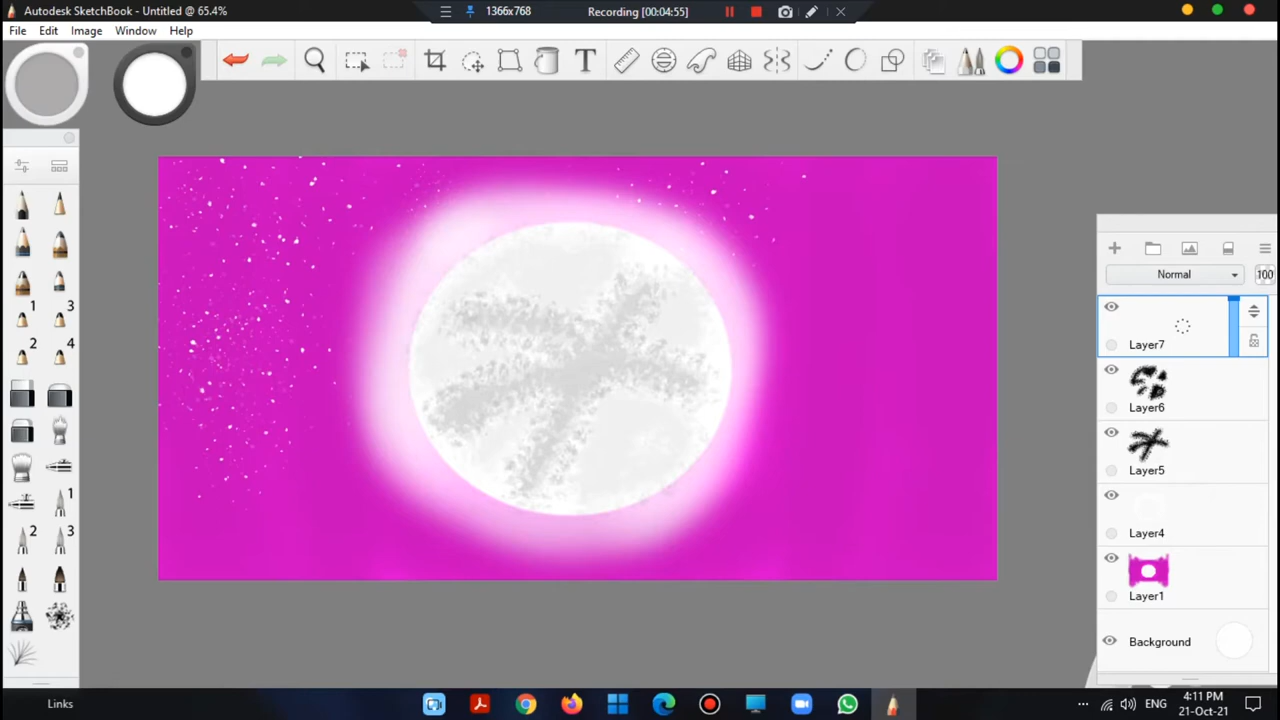 Autodesk SketchBook - Untitled @ 65.4%
1366x768
Recording [00:04:55]
File Edit Image Window Help
T
1 3
2 4
1
2 3
Normal 100
Layer7
Layer6
Layer5
Layer4
Layer1
Background
Links
ENG
4:11 PM
21-Oct-21